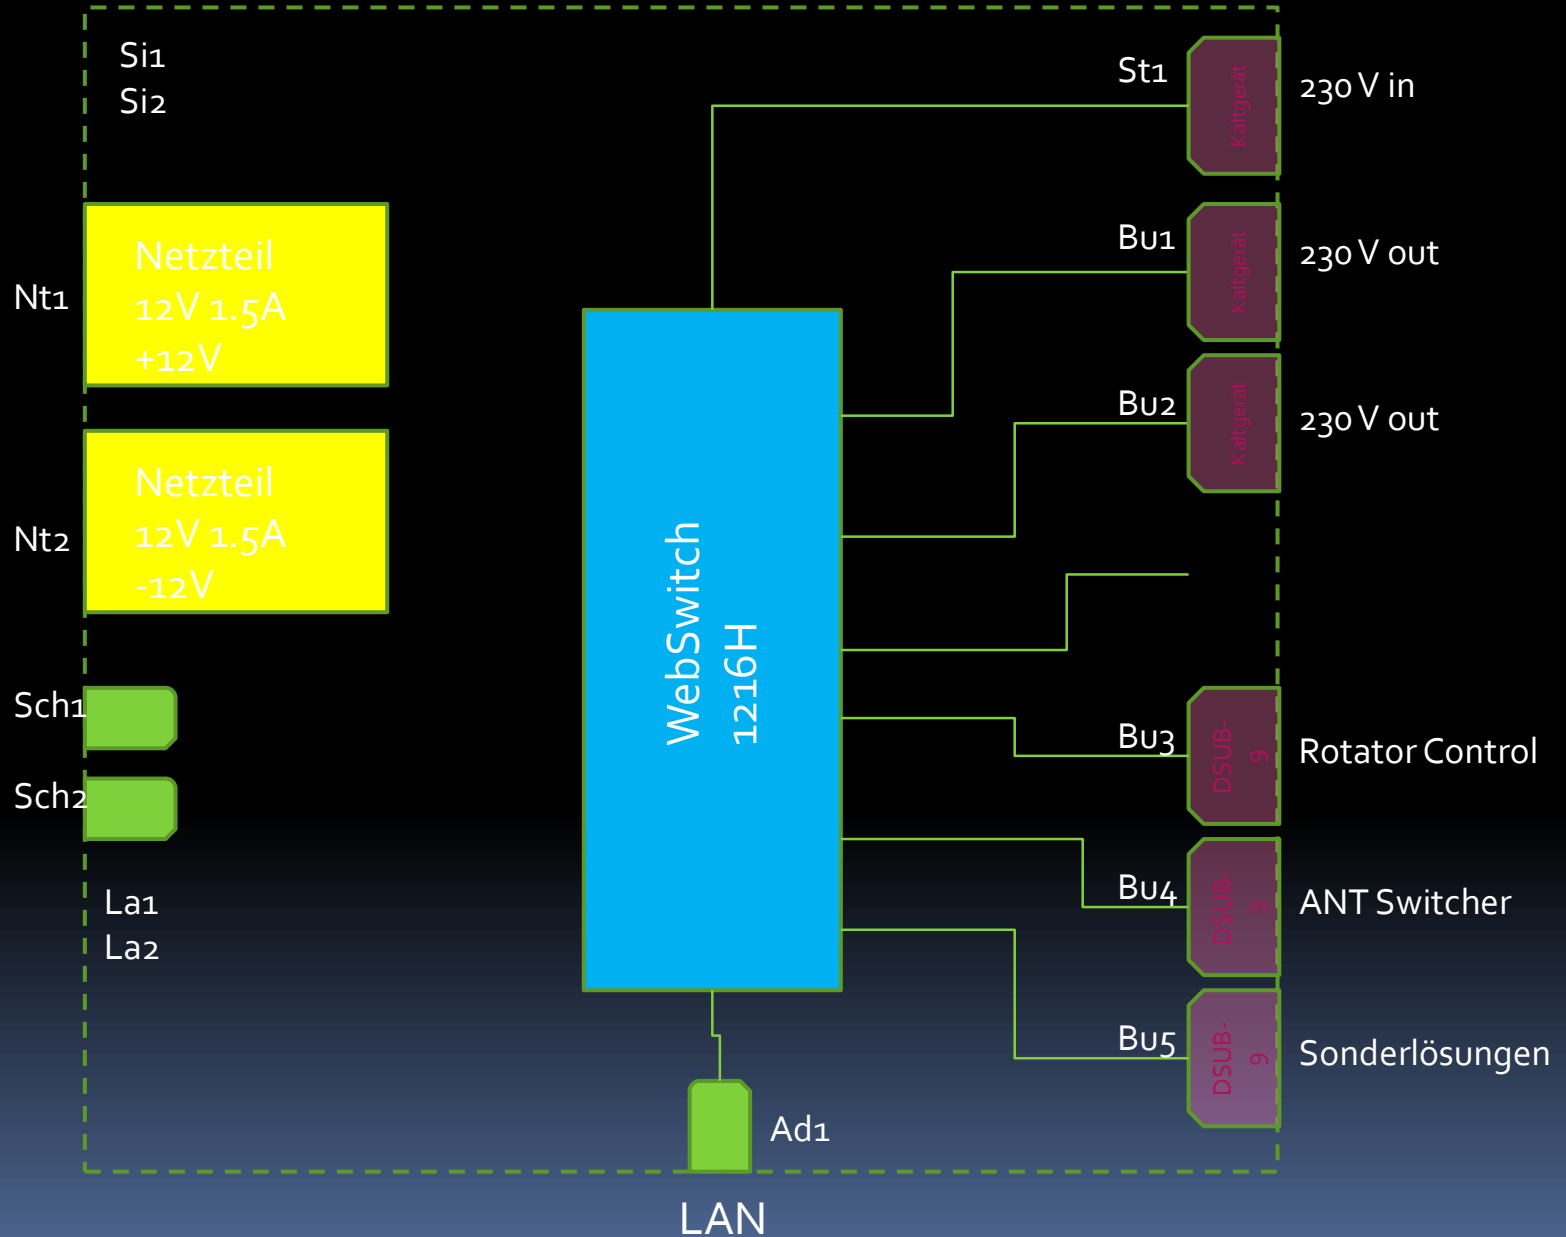 Si1
Si2
St1
Kaltgerät
230 V in
Bu1
Kaltgerät
230 V out
Nt1
Netzteil
12V 1.5A
+12V
Bu2
Kaltgerät
230 V out
Nt2
Netzteil
12V 1.5A
-12V
WebSwitch
1216H
Sch1
Sch2
Bu3
DSUB-
9
Rotator Control
La1
La2
Bu4
DSUB-
9
ANT Switcher
Bu5
DSUB-
9
Sonderlösungen
Ad1
LAN